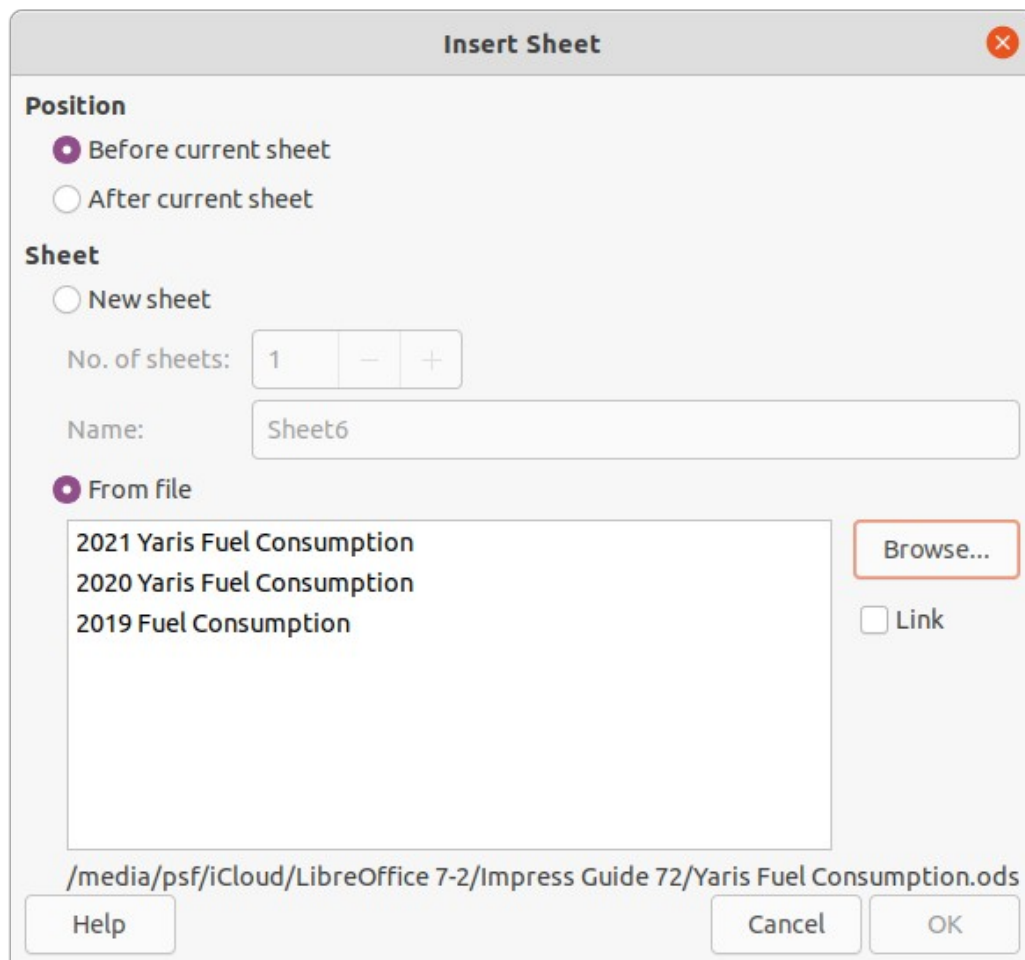 Insert Sheet
Position
Before current sheet
After current sheet
Sheet
New sheet
No. of sheets: 1
Name: Sheet6
From file
2021 Yaris Fuel Consumption
2020 Yaris Fuel Consumption
2019 Fuel Consumption
Browse...
Link
/media/psf/iCloud/LibreOffice 7-2/Impress Guide 72/Yaris Fuel Consumption.ods
Help Cancel OK